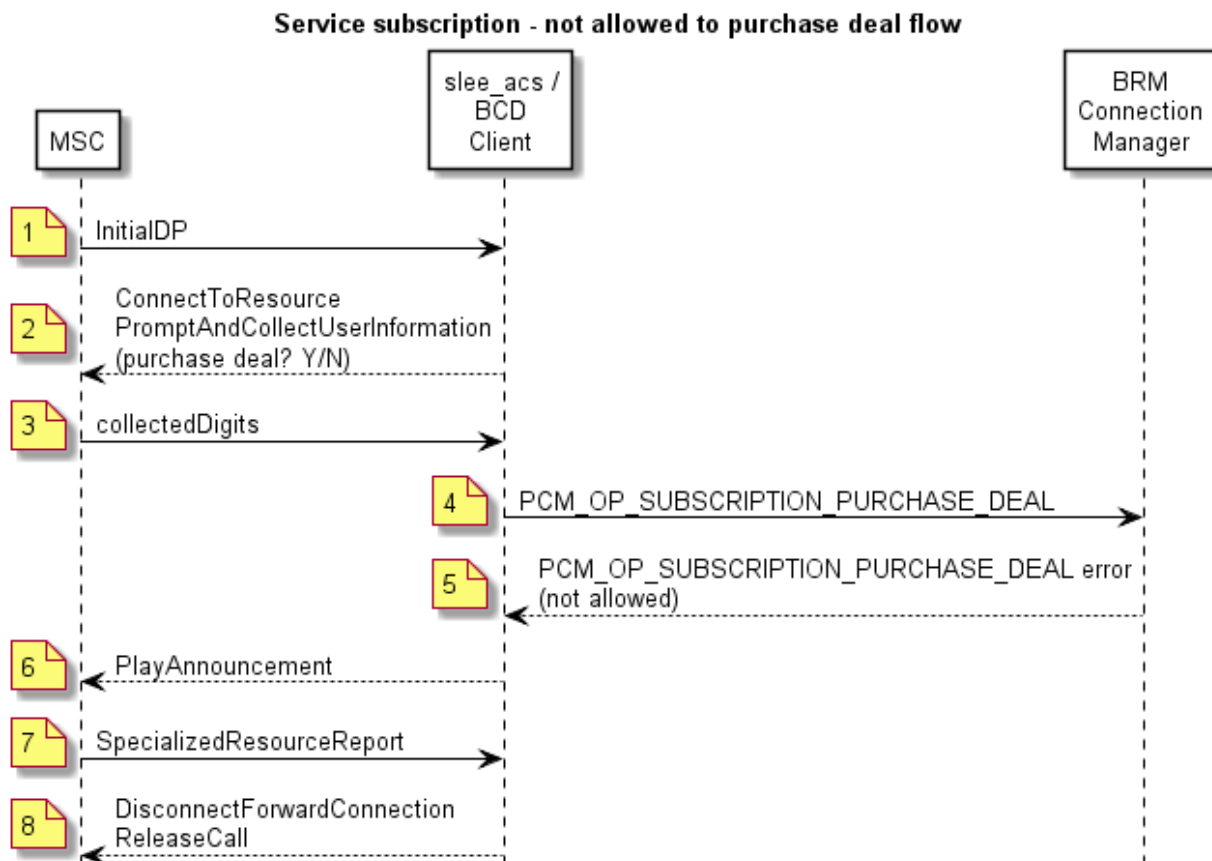 Service subscription - not allowed to purchase deal flow
slee_acs /
BCD
Client
BRM
Connection
Manager
MSC
1
InitialDP
2
ConnectToResource
PromptAndCollectUserInformation
(purchase deal? Y/N)
3
collectedDigits
4
PCM_OP_SUBSCRIPTION_PURCHASE_DEAL
5
PCM_OP_SUBSCRIPTION_PURCHASE_DEAL error
(not allowed)
6
PlayAnnouncement
7
SpecializedResourceReport
8
DisconnectForwardConnection
ReleaseCall